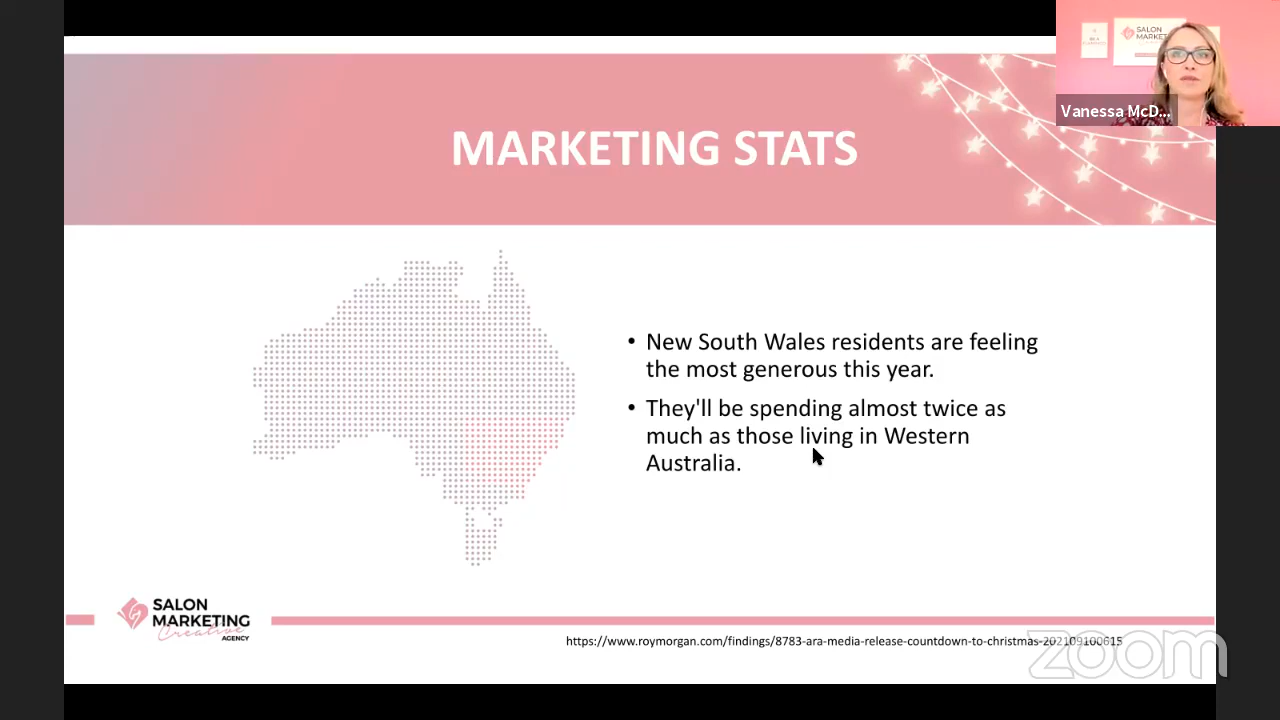 SALON
MARKET
Vanessa McD...
MARKETING STATS
• New South Wales residents are feeling
the most generous this year.
• They'll be spending almost twice as
much as those living in Western
Australia.
SALON
MARKETING
Creative
AGENCY
https://www.roymorgan.com/findings/8783-ara-media-release-countdown-to-christmas-202109100615
zoom